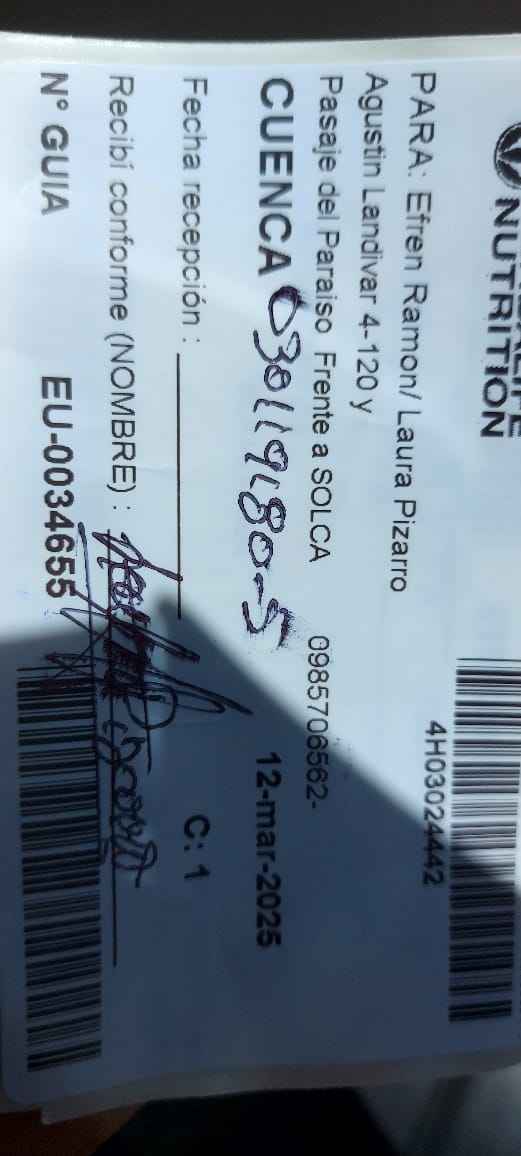 NUTRITION
4H03024442
PARA: Efren Ramon/ Laura Pizarro
Agustin Landivar 4-120 y
Pasaje del Paraiso Frente a SOLCA 0985706562-
CUENCA 030119180-5 12-mar-2025
Fecha recepción : C: 1
Recibí conforme (NOMBRE) :
N° GUIA EU-0034655